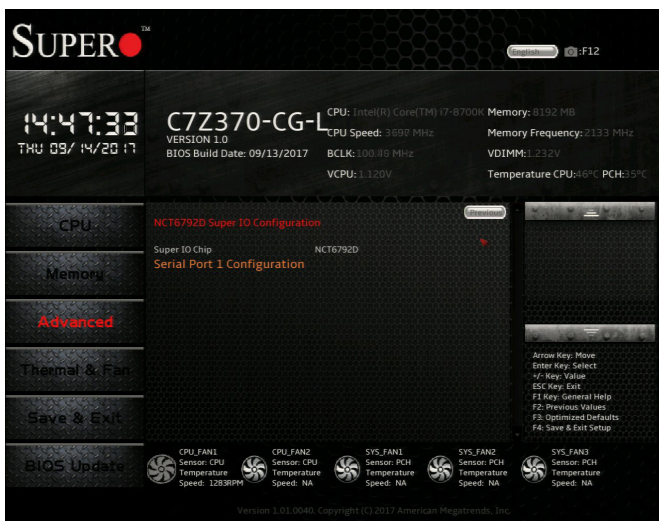 SUPER TM
English :F12
14:47:33
THU 09/14/2017
C7Z370-CG-L
VERSION 1.0
BIOS Build Date: 09/13/2017
CPU: Intel(R) Core(TM) i7-8700K
CPU Speed: MHz
BCLK: MHz
VCPU:1.120V
Memory: 8192 MB
Memory Frequency:2133 MHz
VDIMM:1.232V
Temperature CPU:46°C PCH:35°C
CPU
Memory
Advanced
Thermal & Fan
Save & Exit
BIOS Update
NCT6792D Super IO Configuration
Previous
Super IO Chip NCT6792D
Serial Port 1 Configuration
Arrow Key: Move
Enter Key: Select
+/- Key: Value
ESC Key: Exit
F1 Key: General Help
F2: Previous Values
F3: Optimized Defaults
F4: Save & Exit Setup
CPU_FAN1
Sensor: CPU
Temperature
Speed: 1283RPM
CPU_FAN2
Sensor: CPU
Temperature
Speed: NA
SYS_FAN1
Sensor: PCH
Temperature
Speed: NA
SYS_FAN2
Sensor: PCH
Temperature
Speed: NA
SYS_FAN3
Sensor: PCH
Temperature
Speed: NA
Version 1.01.0040. Copyright (C) 2017 American Megatrends, Inc.